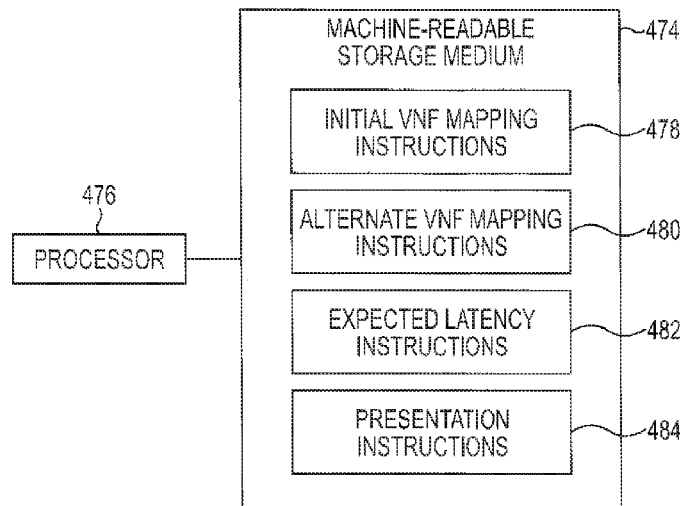 MACHINE-READABLE
STORAGE MEDIUM
474
INITIAL VNF MAPPING
INSTRUCTIONS
478
476
PROCESSOR
ALTERNATE VNF MAPPING
INSTRUCTIONS
480
EXPECTED LATENCY
INSTRUCTIONS
482
PRESENTATION
INSTRUCTIONS
484